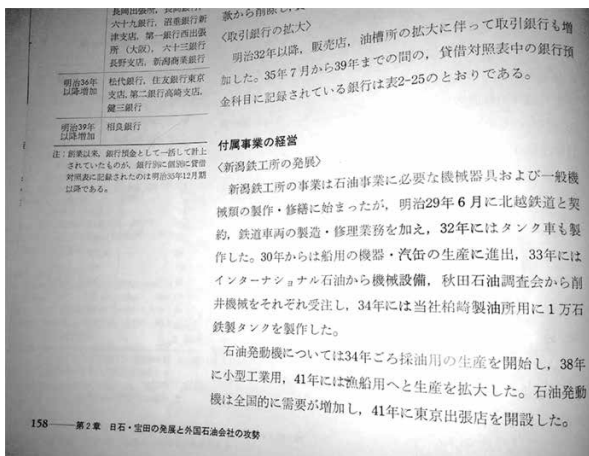 長岡出張所，長岡銀行，
六十九銀行，沼垂銀行新
津支店，第一銀行西出張
所（大阪），六十三銀行
長野支店，新潟商業銀行
明治36年
以降増加
松代銀行，住友銀行東京
支店，第二銀行高崎支店，
健三銀行
明治39年
以降増加
相良銀行
注：創業以来，銀行預金として一括して計上
されていたものが，銀行別に個別に貸借
対照表に記録されたのは明治35年12月期
以降である。
〈取引銀行の拡大〉
明治32年以降，販売店，油槽所の拡大に伴って取引銀行も増
加した。35年7月から39年までの間の，貸借対照表中の銀行預
金科目に記録されている銀行は表2-25のとおりである。
付属事業の経営
〈新潟鉄工所の発展〉
新潟鉄工所の事業は石油事業に必要な機械器具および一般機
械類の製作・修繕に始まったが，明治29年6月に北越鉄道と契
約，鉄道車両の製造・修理業務を加え，32年にはタンク車も製
作した。30年からは船用の機器・汽缶の生産に進出，33年には
インターナショナル石油から機械設備，秋田石油調査会から削
井機械をそれぞれ受注し，34年には当社柏崎製油所用に1万石
鉄製タンクを製作した。
石油発動機については34年ごろ採油用の生産を開始し，38年
に小型工業用，41年には漁船用へと生産を拡大した。石油発動
機は全国的に需要が増加し，41年に東京出張店を開設した。
158——第2章 日石・宝田の発展と外国石油会社の攻勢